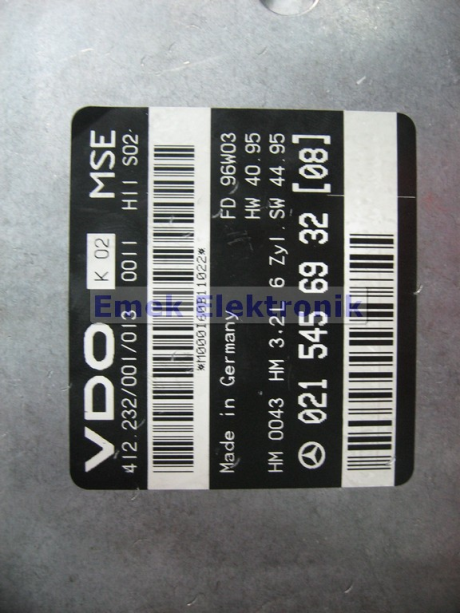 VDO K 02 MSE
412.232/001/013 0011 H11 S02
*M000160811022*
Made in Germany FD 96W03
HW 40.95
HM 0043 HM 3.2L 6 Zyl. SW 44.95
021 545 69 32 [08]
Emek Elektronik